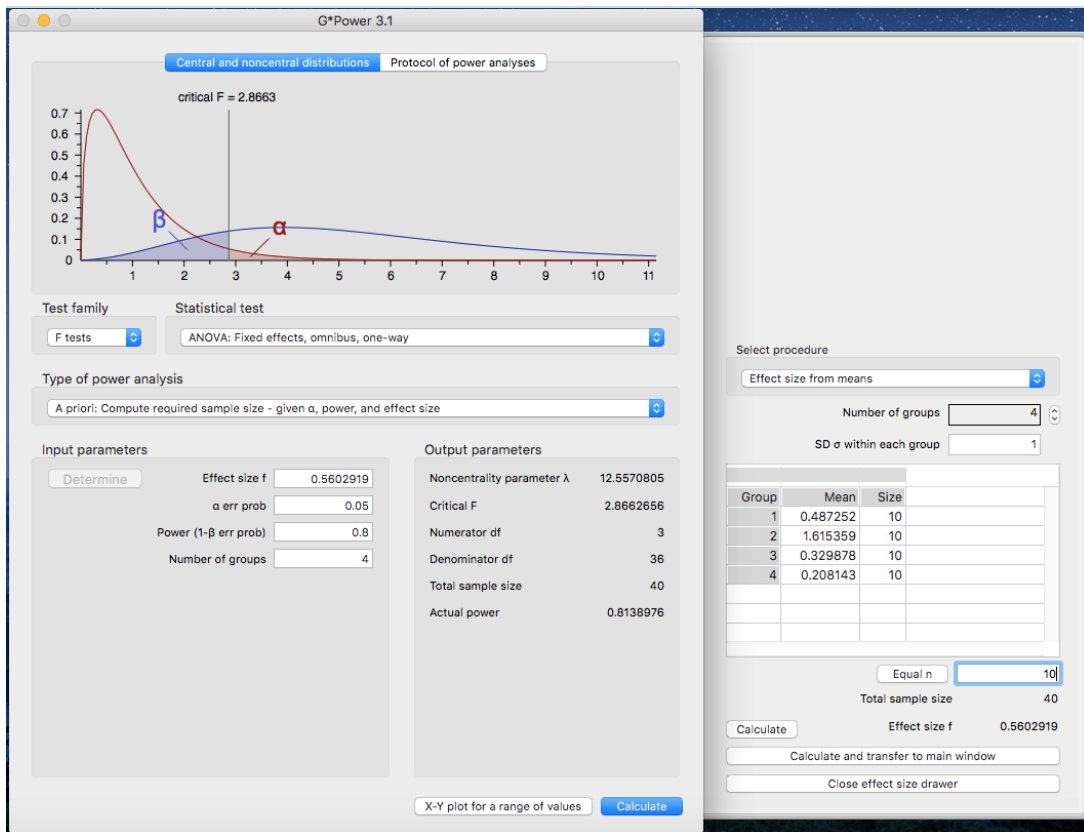 G*Power 3.1
Central and noncentral distributions Protocol of power analyses
critical F = 2.8663
0.7
0.6
0.5
0.4
0.3
0.2
0.1
0
β
α
1 2 3 4 5 6 7 8 9 10 11
Test family Statistical test
F tests ANOVA: Fixed effects, omnibus, one-way
Type of power analysis
A priori: Compute required sample size - given α, power, and effect size
Input parameters
Determine Effect size f 0.5602919
α err prob 0.05
Power (1-β err prob) 0.8
Number of groups 4
Output parameters
Noncentrality parameter λ 12.5570805
Critical F 2.8662656
Numerator df 3
Denominator df 36
Total sample size 40
Actual power 0.8138976
X-Y plot for a range of values Calculate
Select procedure
Effect size from means
Number of groups 4
SD σ within each group 1
Group Mean Size
1 0.487252 10
2 1.615359 10
3 0.329878 10
4 0.208143 10
Equal n 10
Total sample size 40
Calculate Effect size f 0.5602919
Calculate and transfer to main window
Close effect size drawer